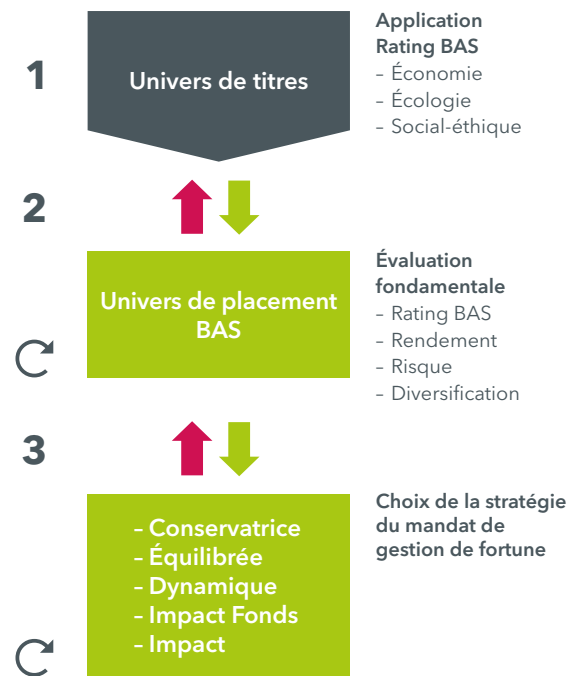 1
Univers de titres
Application
Rating BAS
– Économie
– Écologie
– Social-éthique
2
Univers de placement
BAS
Évaluation
fondamentale
– Rating BAS
– Rendement
– Risque
– Diversification
3
– Conservatrice
– Équilibrée
– Dynamique
– Impact Fonds
– Impact
Choix de la stratégie
du mandat de
gestion de fortune